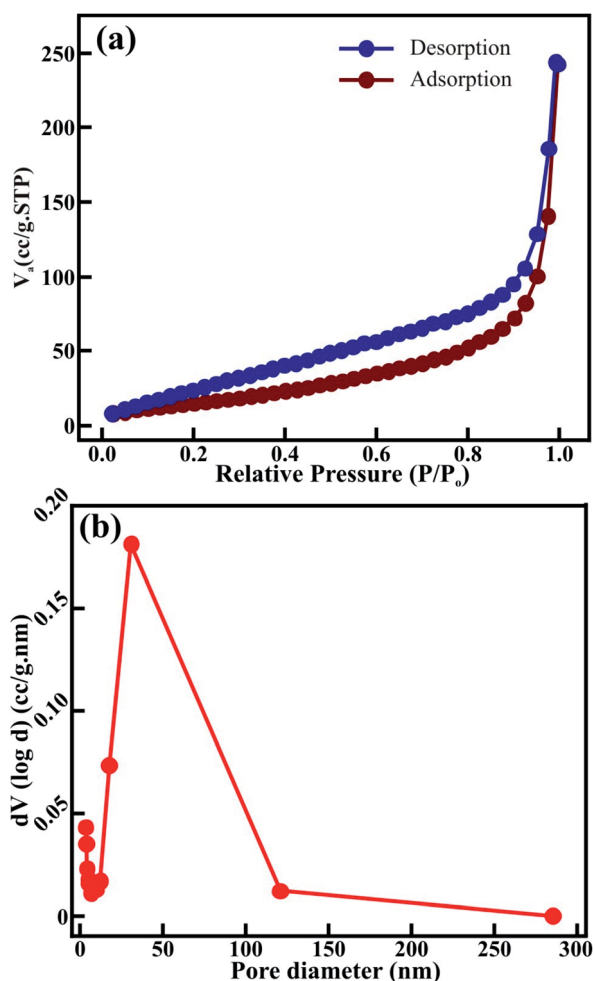 (a)
Desorption
Adsorption
250
200
150
100
50
0
Vₐ(cc/g.STP)
0.0 0.2 0.4 0.6 0.8 1.0
Relative Pressure (P/Pₒ)
(b)
0.20
0.15
0.10
0.05
0
dV (log d) (cc/g.nm)
0 50 100 150 200 250 300
Pore diameter (nm)